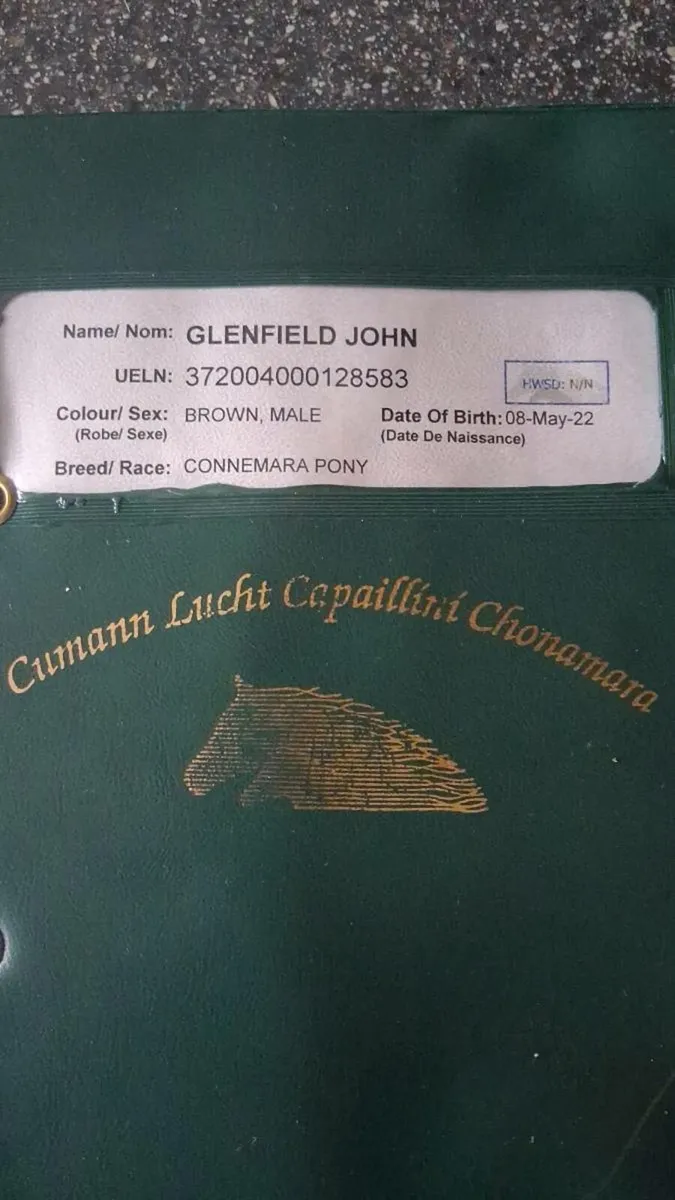 Name/ Nom: GLENFIELD JOHN
UELN: 372004000128583
HWSD: N/N
Colour/ Sex: BROWN, MALE Date Of Birth: 08-May-22
(Robe/ Sexe) (Date De Naissance)
Breed/ Race: CONNEMARA PONY
Cumann Lucht Capaillíní Chonamara